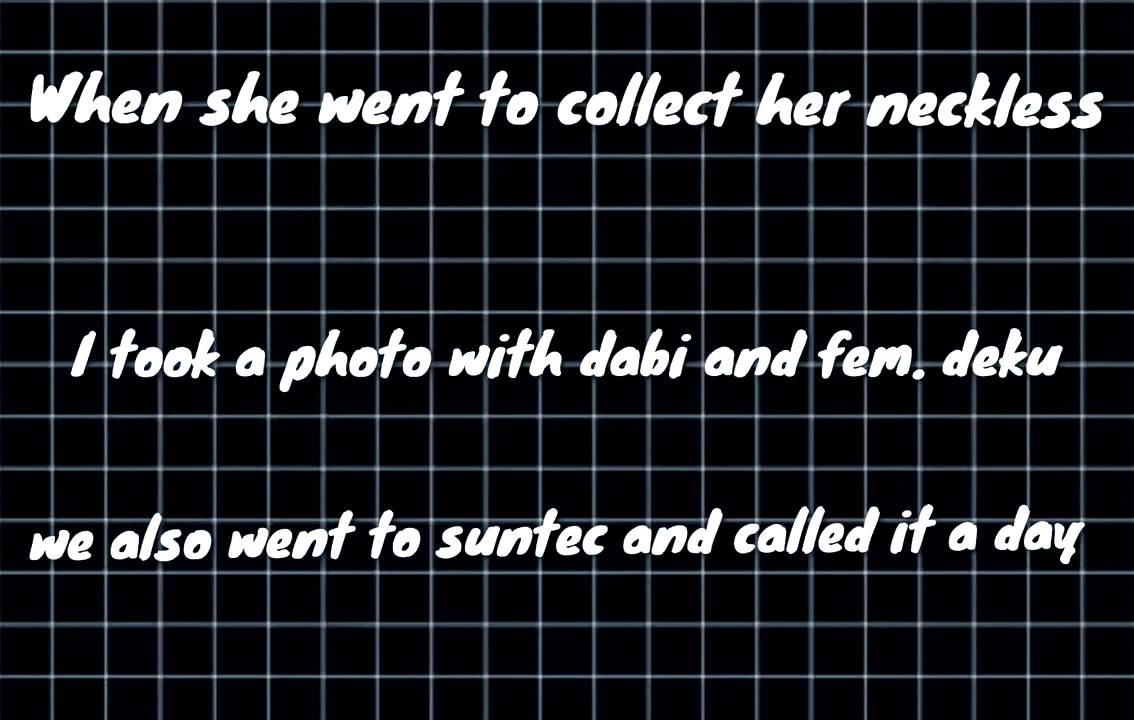 When she went to collect her neckless
I took a photo with dabi and fem. deku
we also went to suntec and called it a day